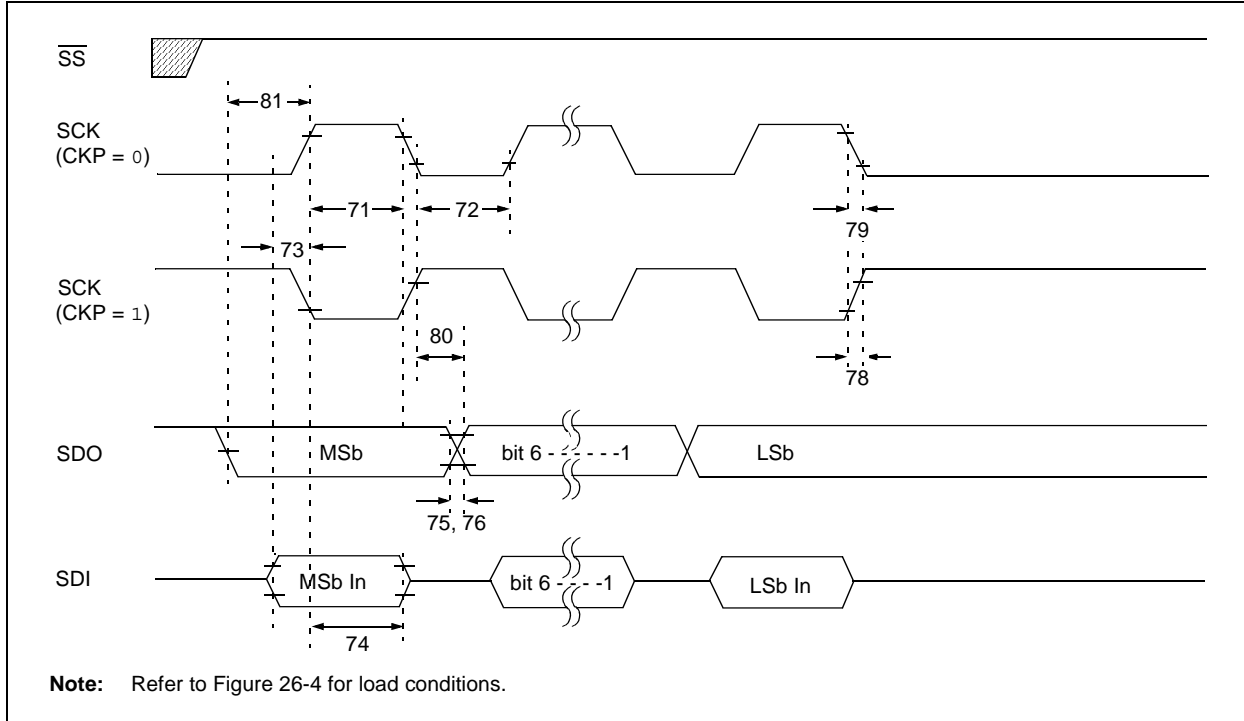 SS
81
SCK
(CKP = 0)
71
72
79
73
SCK
(CKP = 1)
80
78
SDO
MSb
bit 6 - - - - - -1
LSb
75, 76
SDI
MSb In
bit 6 - - - - -1
LSb In
74
Note: Refer to Figure 26-4 for load conditions.